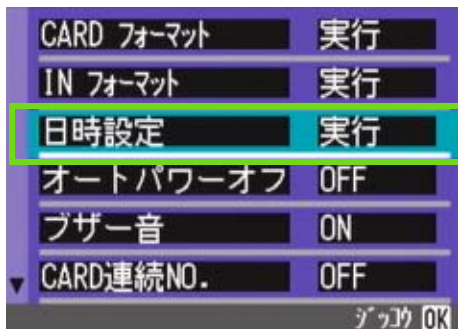 CARD フォーマット 実行
IN フォーマット 実行
日時設定 実行
オートパワーオフ OFF
ブザー音 ON
CARD連続NO. OFF
ジッコウ OK